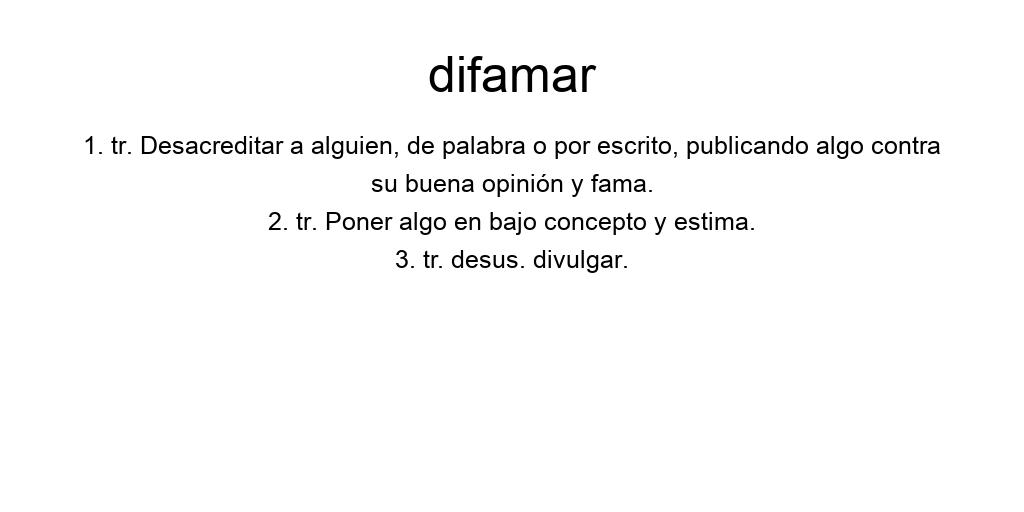 difamar
1. tr. Desacreditar a alguien, de palabra o por escrito, publicando algo contra
su buena opinión y fama.
2. tr. Poner algo en bajo concepto y estima.
3. tr. desus. divulgar.